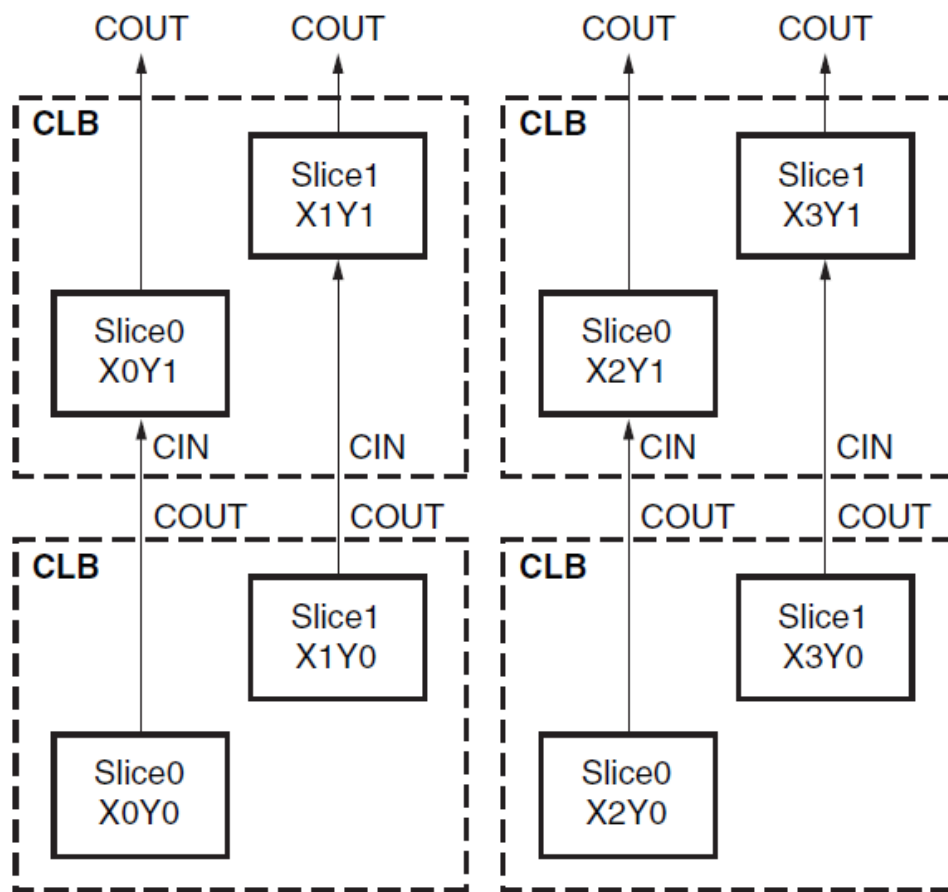 COUT COUT COUT COUT
CLB CLB
Slice1 Slice1
X1Y1 X3Y1
Slice0 Slice0
X0Y1 X2Y1
CIN CIN CIN CIN
COUT COUT COUT COUT
CLB CLB
Slice1 Slice1
X1Y0 X3Y0
Slice0 Slice0
X0Y0 X2Y0